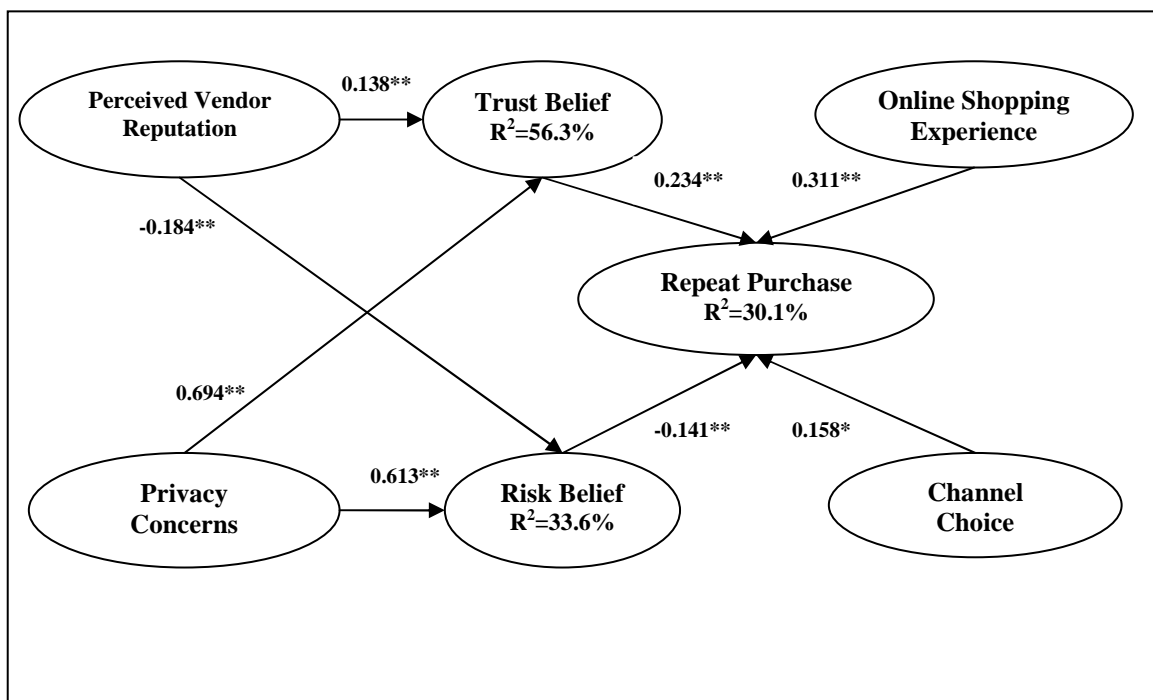 Perceived Vendor
Reputation
0.138**
Trust Belief
R²=56.3%
Online Shopping
Experience
-0.184**
0.234**
0.311**
Repeat Purchase
R²=30.1%
0.694**
-0.141**
0.158*
Privacy
Concerns
0.613**
Risk Belief
R²=33.6%
Channel
Choice